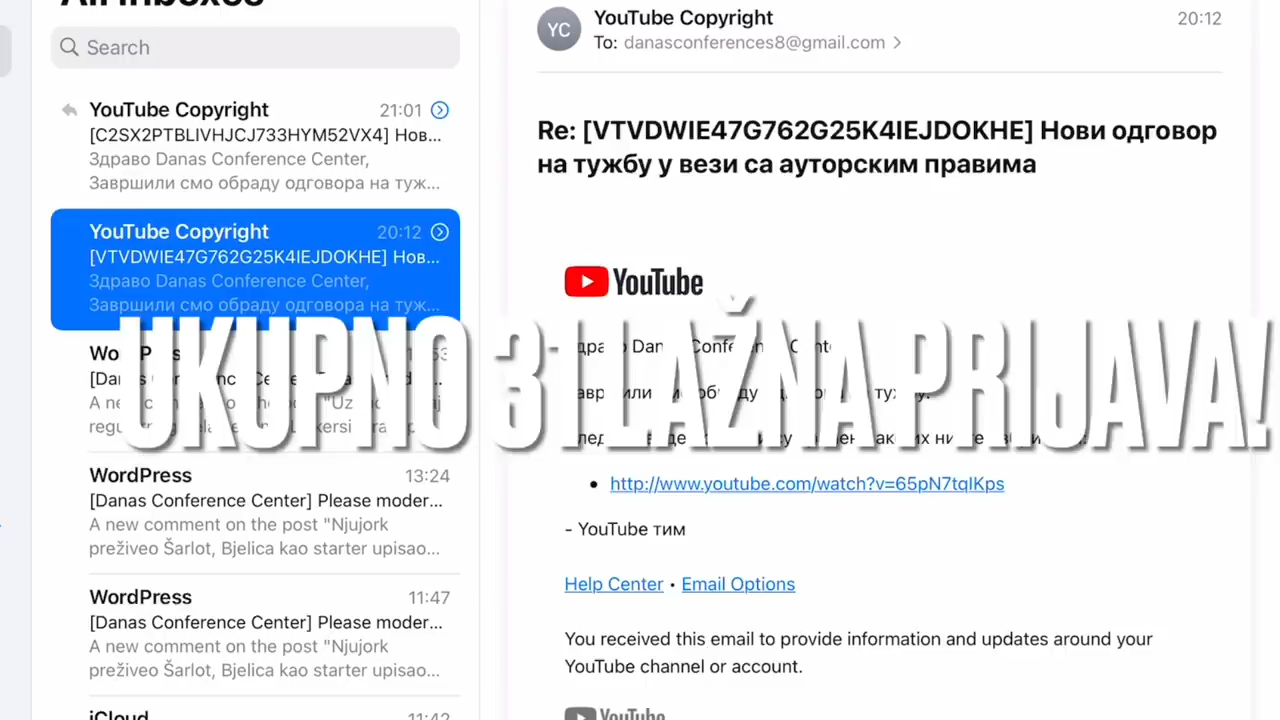 All Inboxes
Search
YouTube Copyright 21:01
[C2SX2PTBLIVHJCJ733HYM52VX4] Нов...
Здраво Danas Conference Center,
Завршили смо обраду одговора на туж...
YouTube Copyright 20:12
[VTVDWIE47G762G25K4IEJDOKHE] Нов...
Здраво Danas Conference Center,
Завршили смо обраду одговора на туж...
WordPress
WordPress 13:24
[Danas Conference Center] Please moder...
A new comment on the post "Njujork
preživeo Šarlot, Bjelica kao starter upisao...
WordPress 11:47
[Danas Conference Center] Please moder...
A new comment on the post "Njujork
preživeo Šarlot, Bjelica kao starter upisao...
iCloud 11:42
YC
YouTube Copyright 20:12
To: danasconferences8@gmail.com
Re: [VTVDWIE47G762G25K4IEJDOKHE] Нови одговор
на тужбу у вези са ауторским правима
YouTube
UKUPNO 31 LAŽNA PRIJAVA!
http://www.youtube.com/watch?v=65pN7tqIKps
- YouTube тим
Help Center • Email Options
You received this email to provide information and updates around your
YouTube channel or account.
YouTube